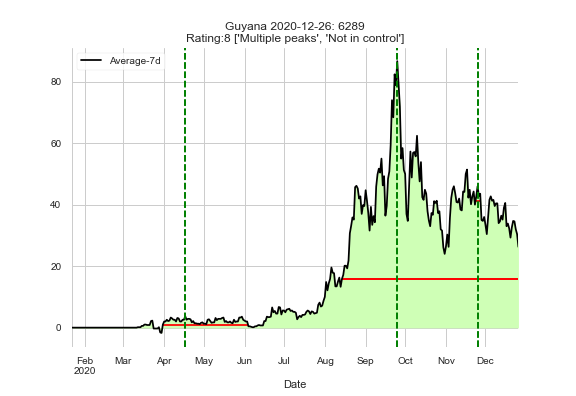 Guyana 2020-12-26: 6289
Rating:8 ['Multiple peaks', 'Not in control']
Average-7d
80
60
40
20
0
Feb Mar Apr May Jun Jul Aug Sep Oct Nov Dec
2020
Date